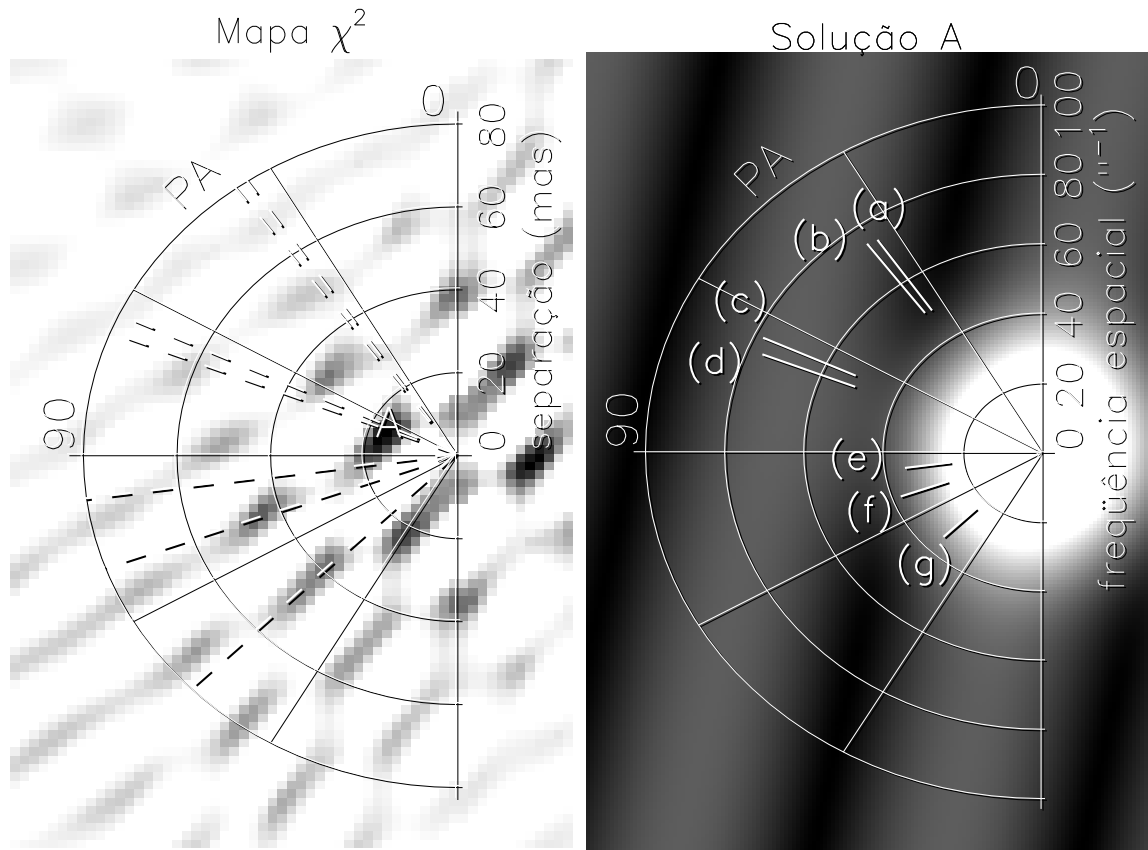 Mapa χ²
0
PA
90
A
0 20 40 60 80
separação (mas)
Solução A
0
PA
90
(a)
(b)
(c)
(d)
(e)
(f)
(g)
0 20 40 60 80 100
freqüência espacial ("⁻¹)